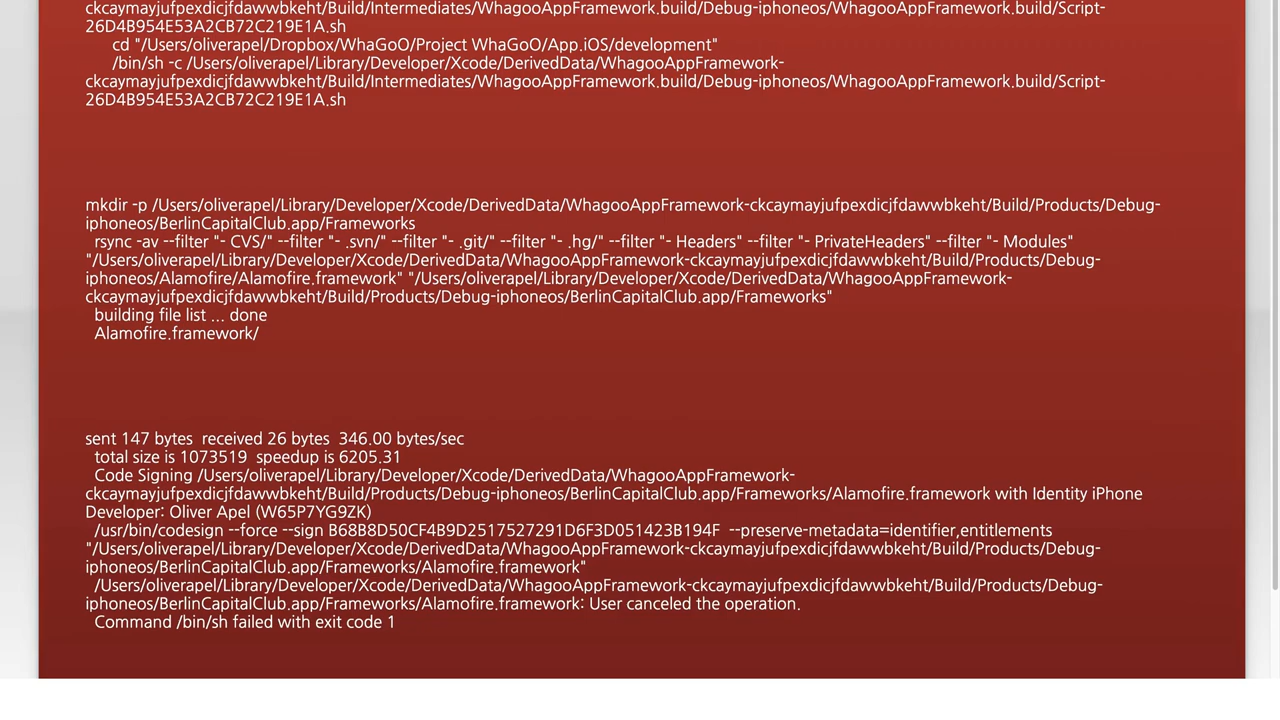 ckcaymayjufpexdicjfdawwbkeht/Build/Intermediates/WhagooAppFramework.build/Debug-iphoneos/WhagooAppFramework.build/Script-
26D4B954E53A2CB72C219E1A.sh
cd "/Users/oliverapel/Dropbox/WhaGoO/Project WhaGoO/App.iOS/development"
/bin/sh -c /Users/oliverapel/Library/Developer/Xcode/DerivedData/WhagooAppFramework-
ckcaymayjufpexdicjfdawwbkeht/Build/Intermediates/WhagooAppFramework.build/Debug-iphoneos/WhagooAppFramework.build/Script-
26D4B954E53A2CB72C219E1A.sh
mkdir -p /Users/oliverapel/Library/Developer/Xcode/DerivedData/WhagooAppFramework-ckcaymayjufpexdicjfdawwbkeht/Build/Products/Debug-
iphoneos/BerlinCapitalClub.app/Frameworks
rsync -av --filter "- CVS/" --filter "- .svn/" --filter "- .git/" --filter "- .hg/" --filter "- Headers" --filter "- PrivateHeaders" --filter "- Modules"
"/Users/oliverapel/Library/Developer/Xcode/DerivedData/WhagooAppFramework-ckcaymayjufpexdicjfdawwbkeht/Build/Products/Debug-
iphoneos/Alamofire/Alamofire.framework" "/Users/oliverapel/Library/Developer/Xcode/DerivedData/WhagooAppFramework-
ckcaymayjufpexdicjfdawwbkeht/Build/Products/Debug-iphoneos/BerlinCapitalClub.app/Frameworks"
building file list ... done
Alamofire.framework/
sent 147 bytes  received 26 bytes  346.00 bytes/sec
total size is 1073519  speedup is 6205.31
Code Signing /Users/oliverapel/Library/Developer/Xcode/DerivedData/WhagooAppFramework-
ckcaymayjufpexdicjfdawwbkeht/Build/Products/Debug-iphoneos/BerlinCapitalClub.app/Frameworks/Alamofire.framework with Identity iPhone
Developer: Oliver Apel (W65P7YG9ZK)
/usr/bin/codesign --force --sign B68B8D50CF4B9D2517527291D6F3D051423B194F  --preserve-metadata=identifier,entitlements
"/Users/oliverapel/Library/Developer/Xcode/DerivedData/WhagooAppFramework-ckcaymayjufpexdicjfdawwbkeht/Build/Products/Debug-
iphoneos/BerlinCapitalClub.app/Frameworks/Alamofire.framework"
/Users/oliverapel/Library/Developer/Xcode/DerivedData/WhagooAppFramework-ckcaymayjufpexdicjfdawwbkeht/Build/Products/Debug-
iphoneos/BerlinCapitalClub.app/Frameworks/Alamofire.framework: User canceled the operation.
Command /bin/sh failed with exit code 1